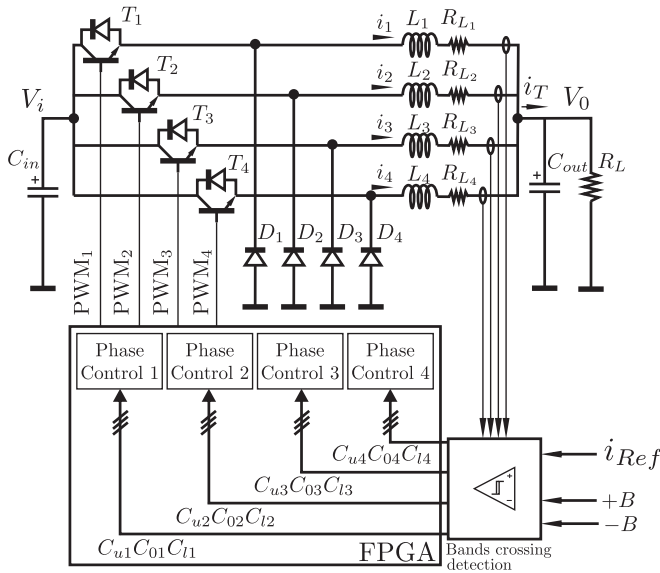 T1
i1 L1 RL1
T2
i2 L2 RL2
Vi
iT V0
T3
i3 L3 RL3
Cin
+
T4
i4 L4 RL4
Cout
+
RL
D1 D2 D3 D4
PWM1
PWM2
PWM3
PWM4
Phase Control 1
Phase Control 2
Phase Control 3
Phase Control 4
Cu4C04Cl4
Cu3C03Cl3
Cu2C02Cl2
Cu1C01Cl1
iRef
+
−
+B
−B
FPGA
Bands crossing
detection